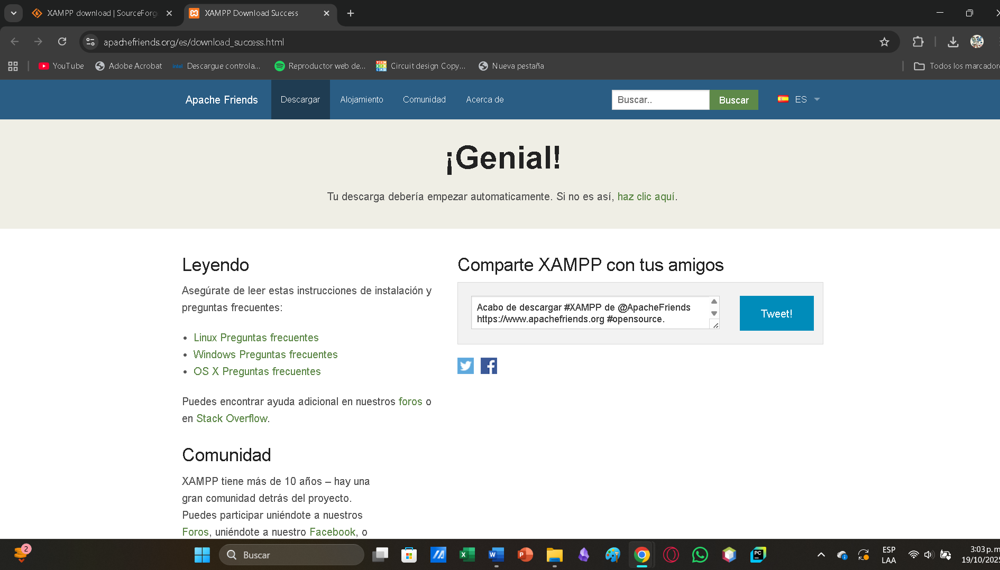 XAMPP download | SourceForg
XAMPP Download Success
apachefriends.org/es/download_success.html
YouTube
Adobe Acrobat
intel
Descargue controla...
Reproductor web de...
Circuit design Copy...
Nueva pestaña
Todos los marcador
Apache Friends
Descargar
Alojamiento
Comunidad
Acerca de
Buscar..
Buscar
ES
¡Genial!
Tu descarga debería empezar automaticamente. Si no es así, haz clic aquí.
Leyendo
Asegúrate de leer estas instrucciones de instalación y
preguntas frecuentes:
Linux Preguntas frecuentes
Windows Preguntas frecuentes
OS X Preguntas frecuentes
Puedes encontrar ayuda adicional en nuestros foros o
en Stack Overflow.
Comunidad
XAMPP tiene más de 10 años – hay una
gran comunidad detrás del proyecto.
Puedes participar uniéndote a nuestros
Foros, uniéndote a nuestro Facebook, o
Comparte XAMPP con tus amigos
Acabo de descargar #XAMPP de @ApacheFriends
https://www.apachefriends.org #opensource.
Tweet!
2
Buscar
X
W
P
PC
ESP
LAA
3:03 p.m
19/10/2025